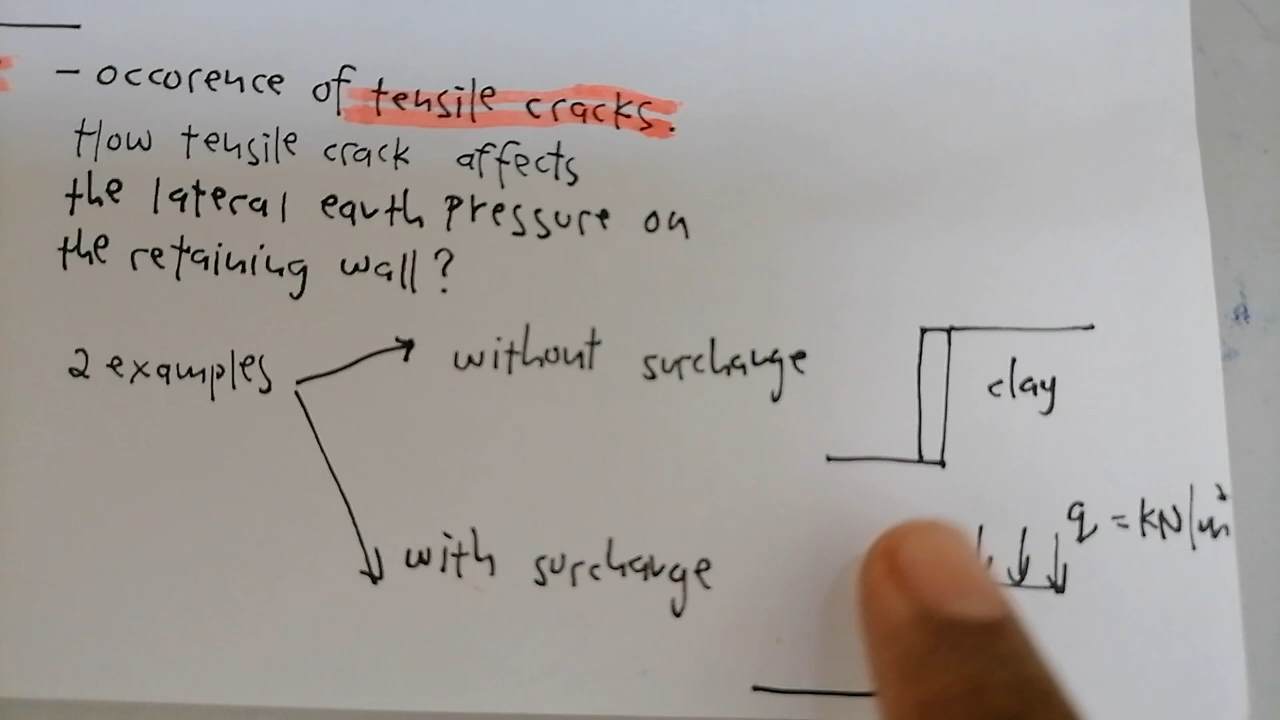 - occorence of tensile cracks.
How tensile crack affects
the lateral earth pressure on
the retaining wall?
2 examples
without surcharge
clay
q = kN/m²
with surcharge